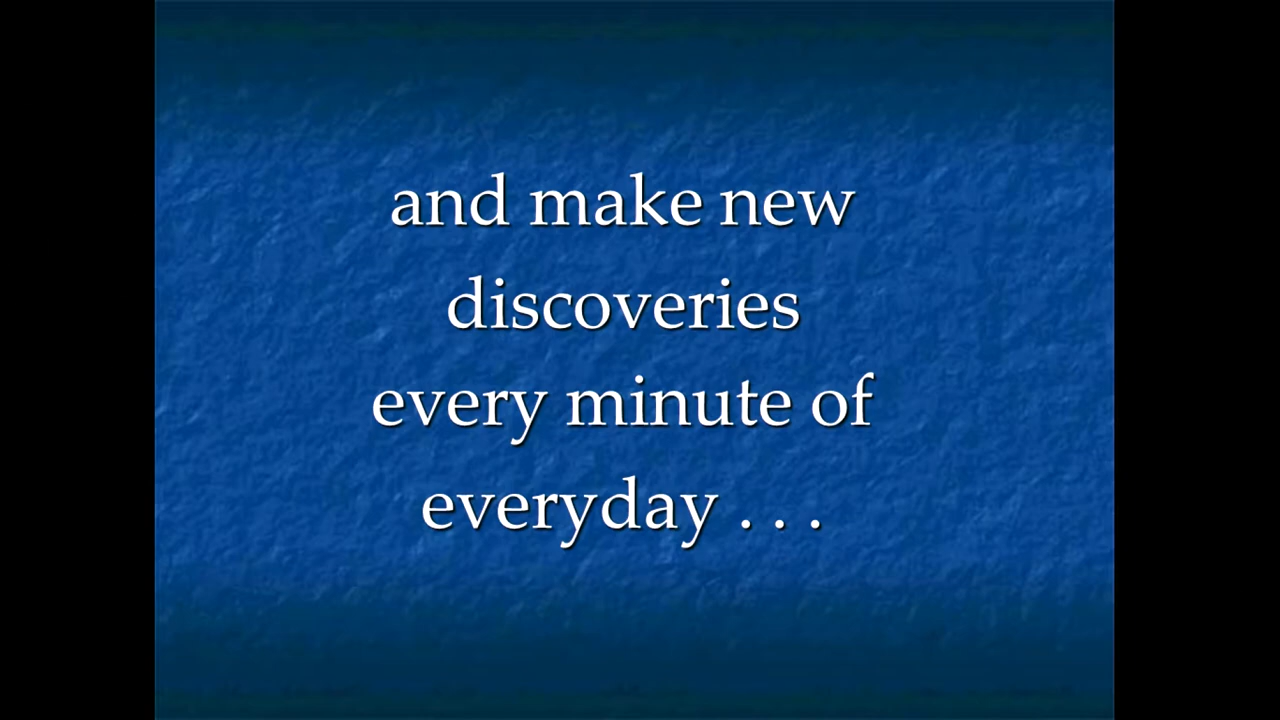 and make new
discoveries
every minute of
everyday . . .